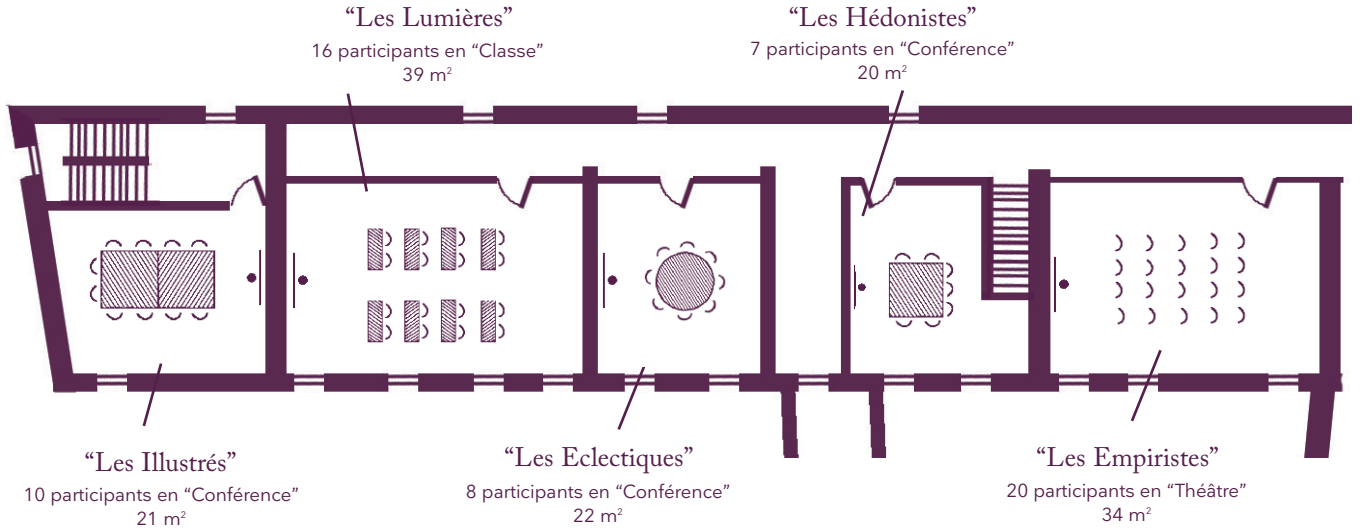 “Les Lumières”
16 participants en “Classe”
39 m²
“Les Hédonistes”
7 participants en “Conférence”
20 m²
“Les Illustrés”
10 participants en “Conférence”
21 m²
“Les Eclectiques”
8 participants en “Conférence”
22 m²
“Les Empiristes”
20 participants en “Théâtre”
34 m²